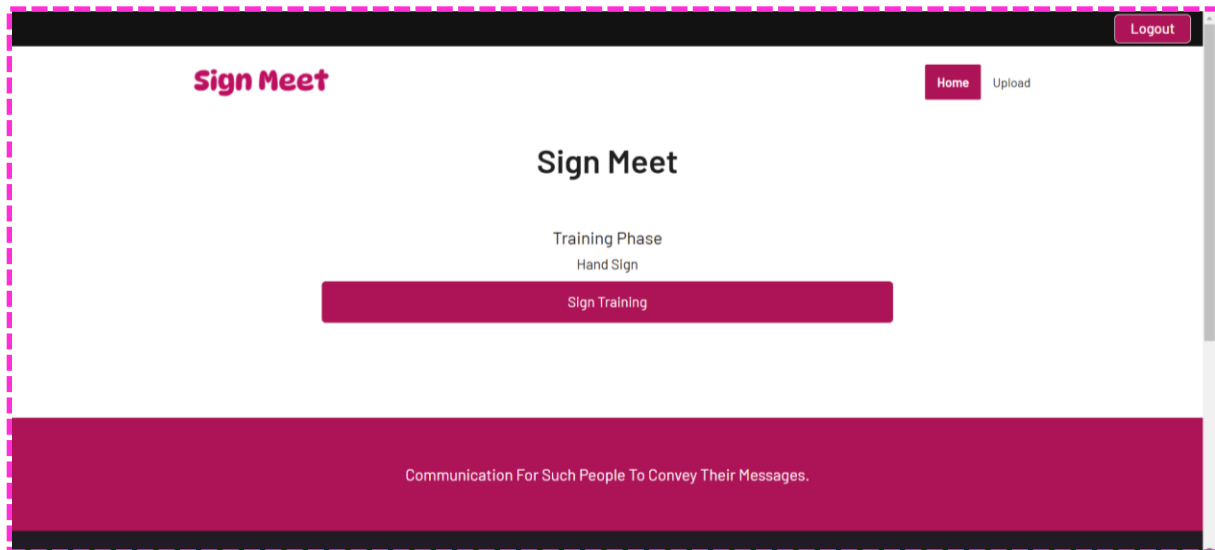 Logout
Sign Meet
Home Upload
Sign Meet
Training Phase
Hand Sign
Sign Training
Communication For Such People To Convey Their Messages.